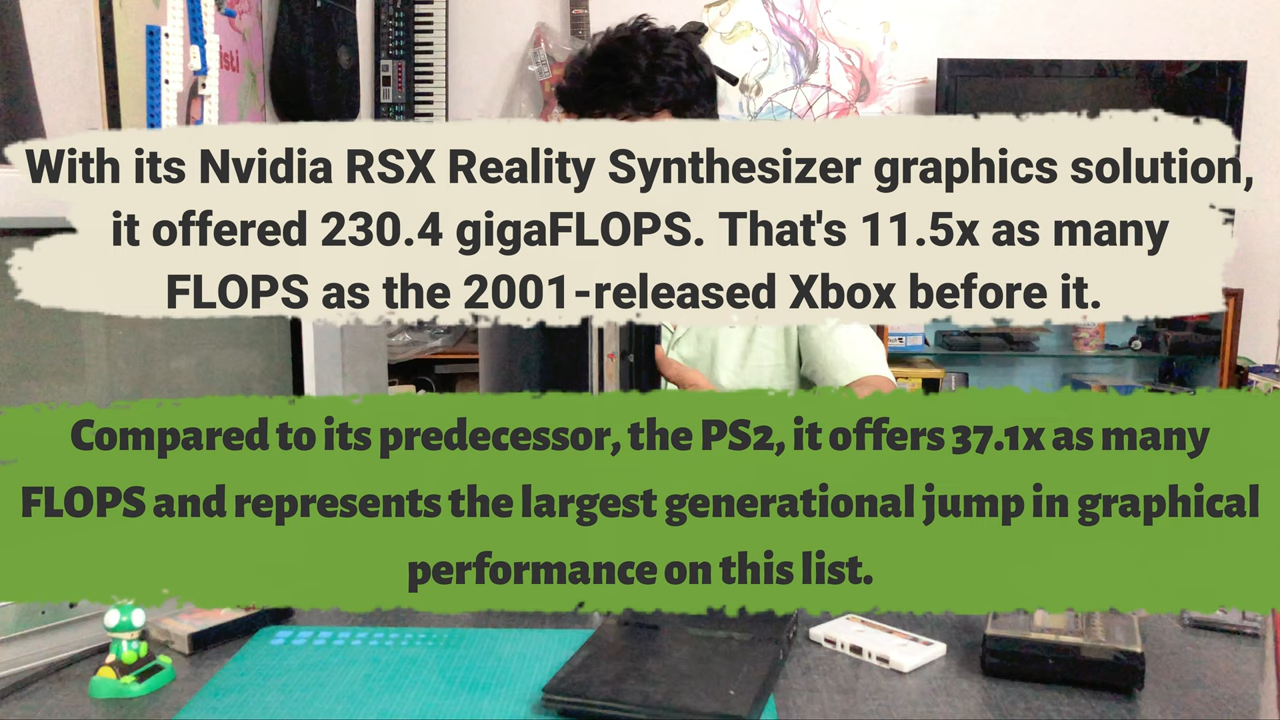 isti
With its Nvidia RSX Reality Synthesizer graphics solution,
it offered 230.4 gigaFLOPS. That's 11.5x as many
FLOPS as the 2001-released Xbox before it.
Compared to its predecessor, the PS2, it offers 37.1x as many
FLOPS and represents the largest generational jump in graphical
performance on this list.